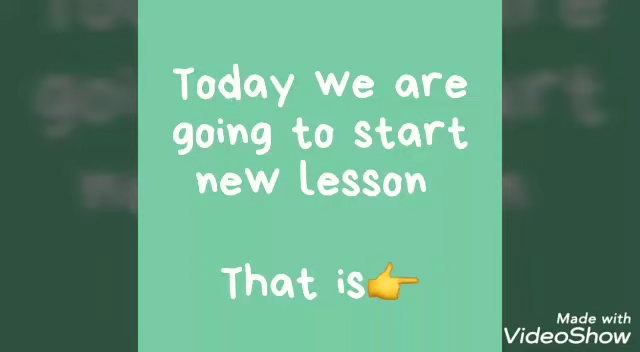 Today we are
going to start
new lesson
That is👉
Made with
VideoShow